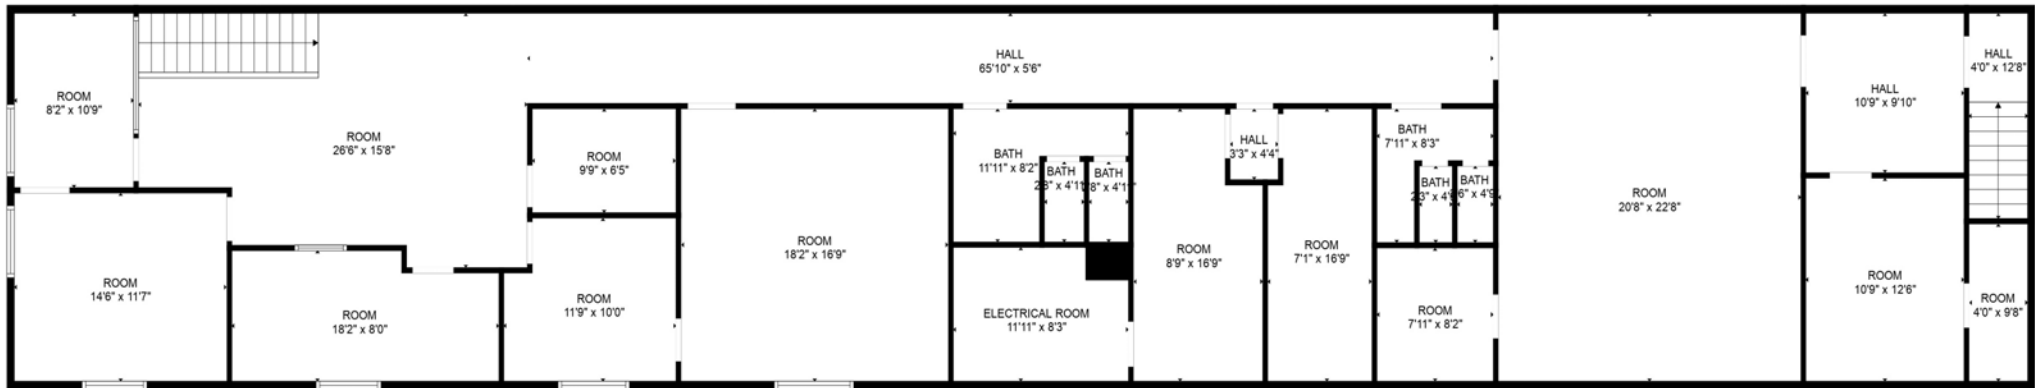 ROOM
8'2" x 10'9"
ROOM
26'6" x 15'8"
HALL
65'10" x 5'6"
ROOM
9'9" x 6'5"
ROOM
14'6" x 11'7"
ROOM
18'2" x 8'0"
ROOM
11'9" x 10'0"
ROOM
18'2" x 16'9"
BATH
11'11" x 8'2"
BATH
x 4'11"
BATH
x 4'11"
ELECTRICAL ROOM
11'11" x 8'3"
HALL
3'3" x 4'4"
ROOM
8'9" x 16'9"
ROOM
7'1" x 16'9"
BATH
7'11" x 8'3"
BATH
BATH
ROOM
7'11" x 8'2"
ROOM
20'8" x 22'8"
HALL
10'9" x 9'10"
HALL
4'0" x 12'8"
ROOM
10'9" x 12'6"
ROOM
4'0" x 9'8"